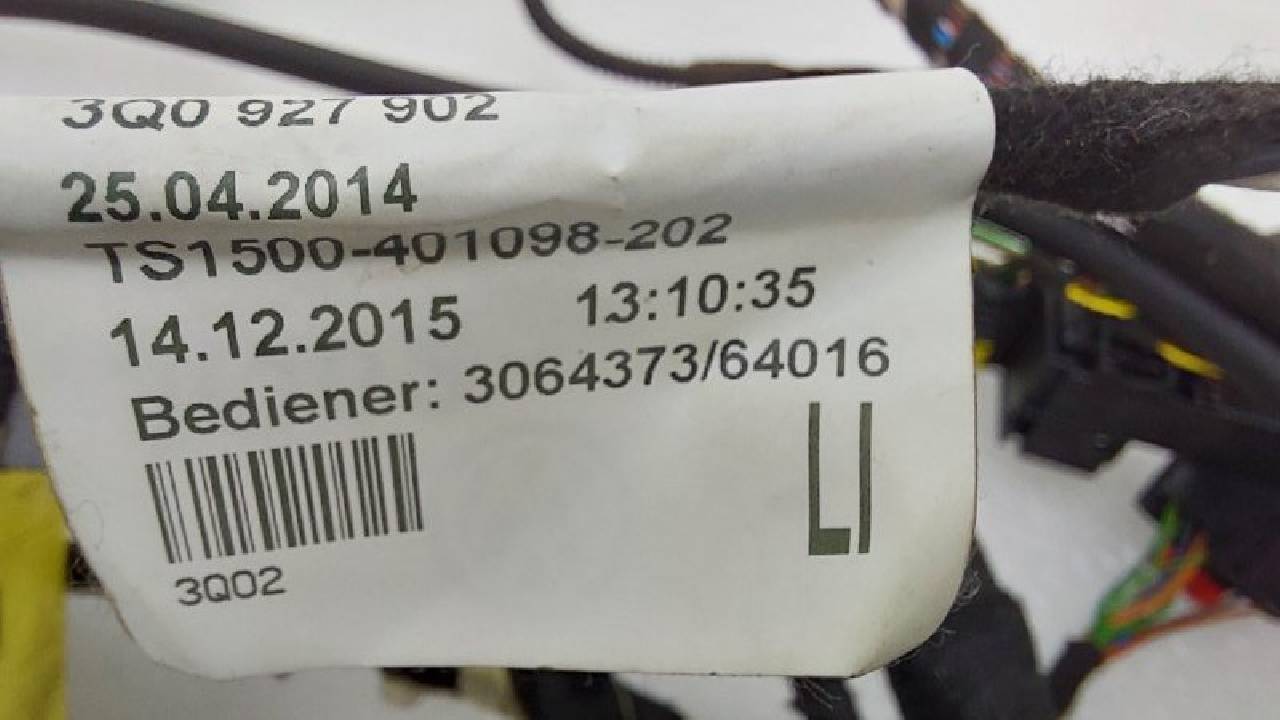 3Q0 927 902
25.04.2014
TS1500-401098-202
14.12.2015 13:10:35
Bediener: 3064373/64016
LI
3Q02